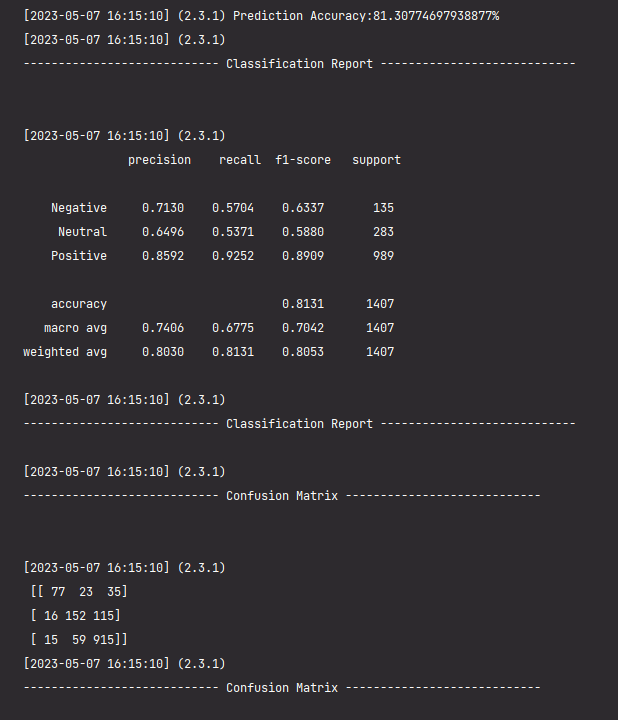 [2023-05-07 16:15:10] (2.3.1) Prediction Accuracy:81.30774697938877%
[2023-05-07 16:15:10] (2.3.1)
---------------------------- Classification Report ----------------------------
[2023-05-07 16:15:10] (2.3.1)
precision recall f1-score support
Negative 0.7130 0.5704 0.6337 135
Neutral 0.6496 0.5371 0.5880 283
Positive 0.8592 0.9252 0.8909 989
accuracy 0.8131 1407
macro avg 0.7406 0.6775 0.7042 1407
weighted avg 0.8030 0.8131 0.8053 1407
[2023-05-07 16:15:10] (2.3.1)
---------------------------- Classification Report ----------------------------
[2023-05-07 16:15:10] (2.3.1)
---------------------------- Confusion Matrix ----------------------------
[2023-05-07 16:15:10] (2.3.1)
[[ 77 23 35]
[ 16 152 115]
[ 15 59 915]]
[2023-05-07 16:15:10] (2.3.1)
---------------------------- Confusion Matrix ----------------------------